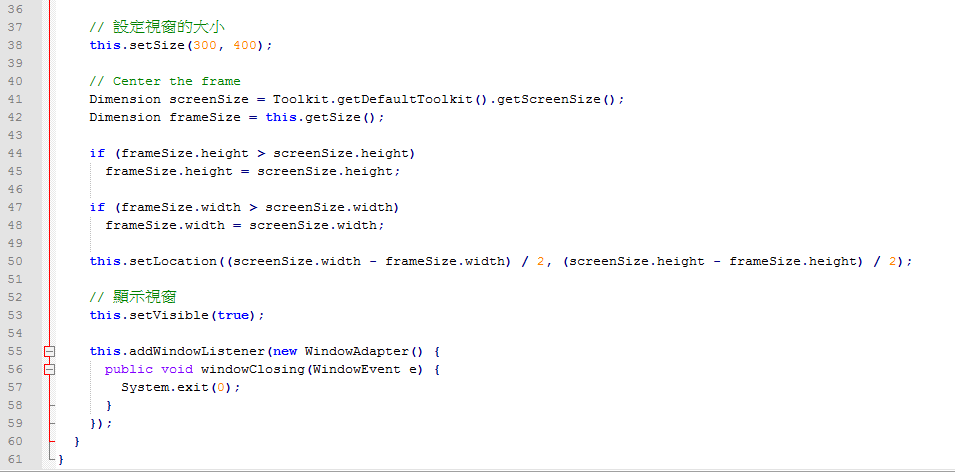 36
37 // 設定視窗的大小
38 this.setSize(300, 400);
39
40 // Center the frame
41 Dimension screenSize = Toolkit.getDefaultToolkit().getScreenSize();
42 Dimension frameSize = this.getSize();
43
44 if (frameSize.height > screenSize.height)
45 frameSize.height = screenSize.height;
46
47 if (frameSize.width > screenSize.width)
48 frameSize.width = screenSize.width;
49
50 this.setLocation((screenSize.width - frameSize.width) / 2, (screenSize.height - frameSize.height) / 2);
51
52 // 顯示視窗
53 this.setVisible(true);
54
55 this.addWindowListener(new WindowAdapter() {
56 public void windowClosing(WindowEvent e) {
57 System.exit(0);
58 }
59 });
60 }
61 }